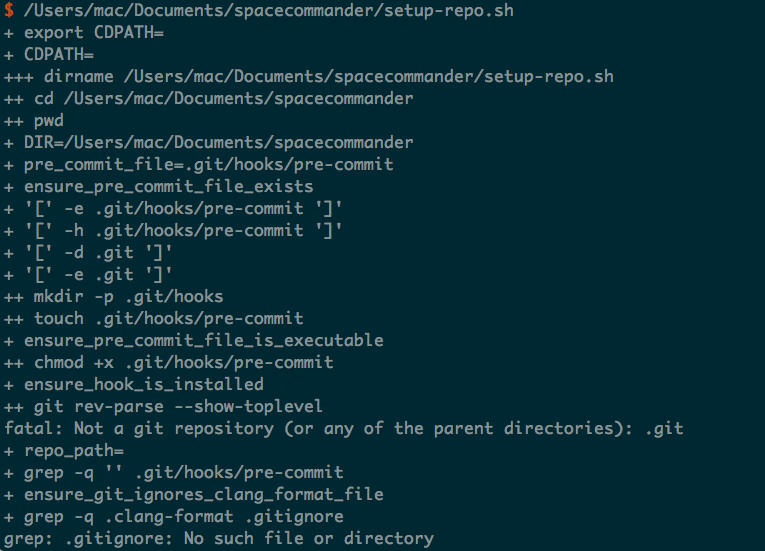 $ /Users/mac/Documents/spacecommander/setup-repo.sh
+ export CDPATH=
+ CDPATH=
+++ dirname /Users/mac/Documents/spacecommander/setup-repo.sh
++ cd /Users/mac/Documents/spacecommander
++ pwd
+ DIR=/Users/mac/Documents/spacecommander
+ pre_commit_file=.git/hooks/pre-commit
+ ensure_pre_commit_file_exists
+ '[' -e .git/hooks/pre-commit ']'
+ '[' -h .git/hooks/pre-commit ']'
+ '[' -d .git ']'
+ '[' -e .git ']'
++ mkdir -p .git/hooks
++ touch .git/hooks/pre-commit
+ ensure_pre_commit_file_is_executable
++ chmod +x .git/hooks/pre-commit
+ ensure_hook_is_installed
++ git rev-parse --show-toplevel
fatal: Not a git repository (or any of the parent directories): .git
+ repo_path=
+ grep -q '' .git/hooks/pre-commit
+ ensure_git_ignores_clang_format_file
+ grep -q .clang-format .gitignore
grep: .gitignore: No such file or directory